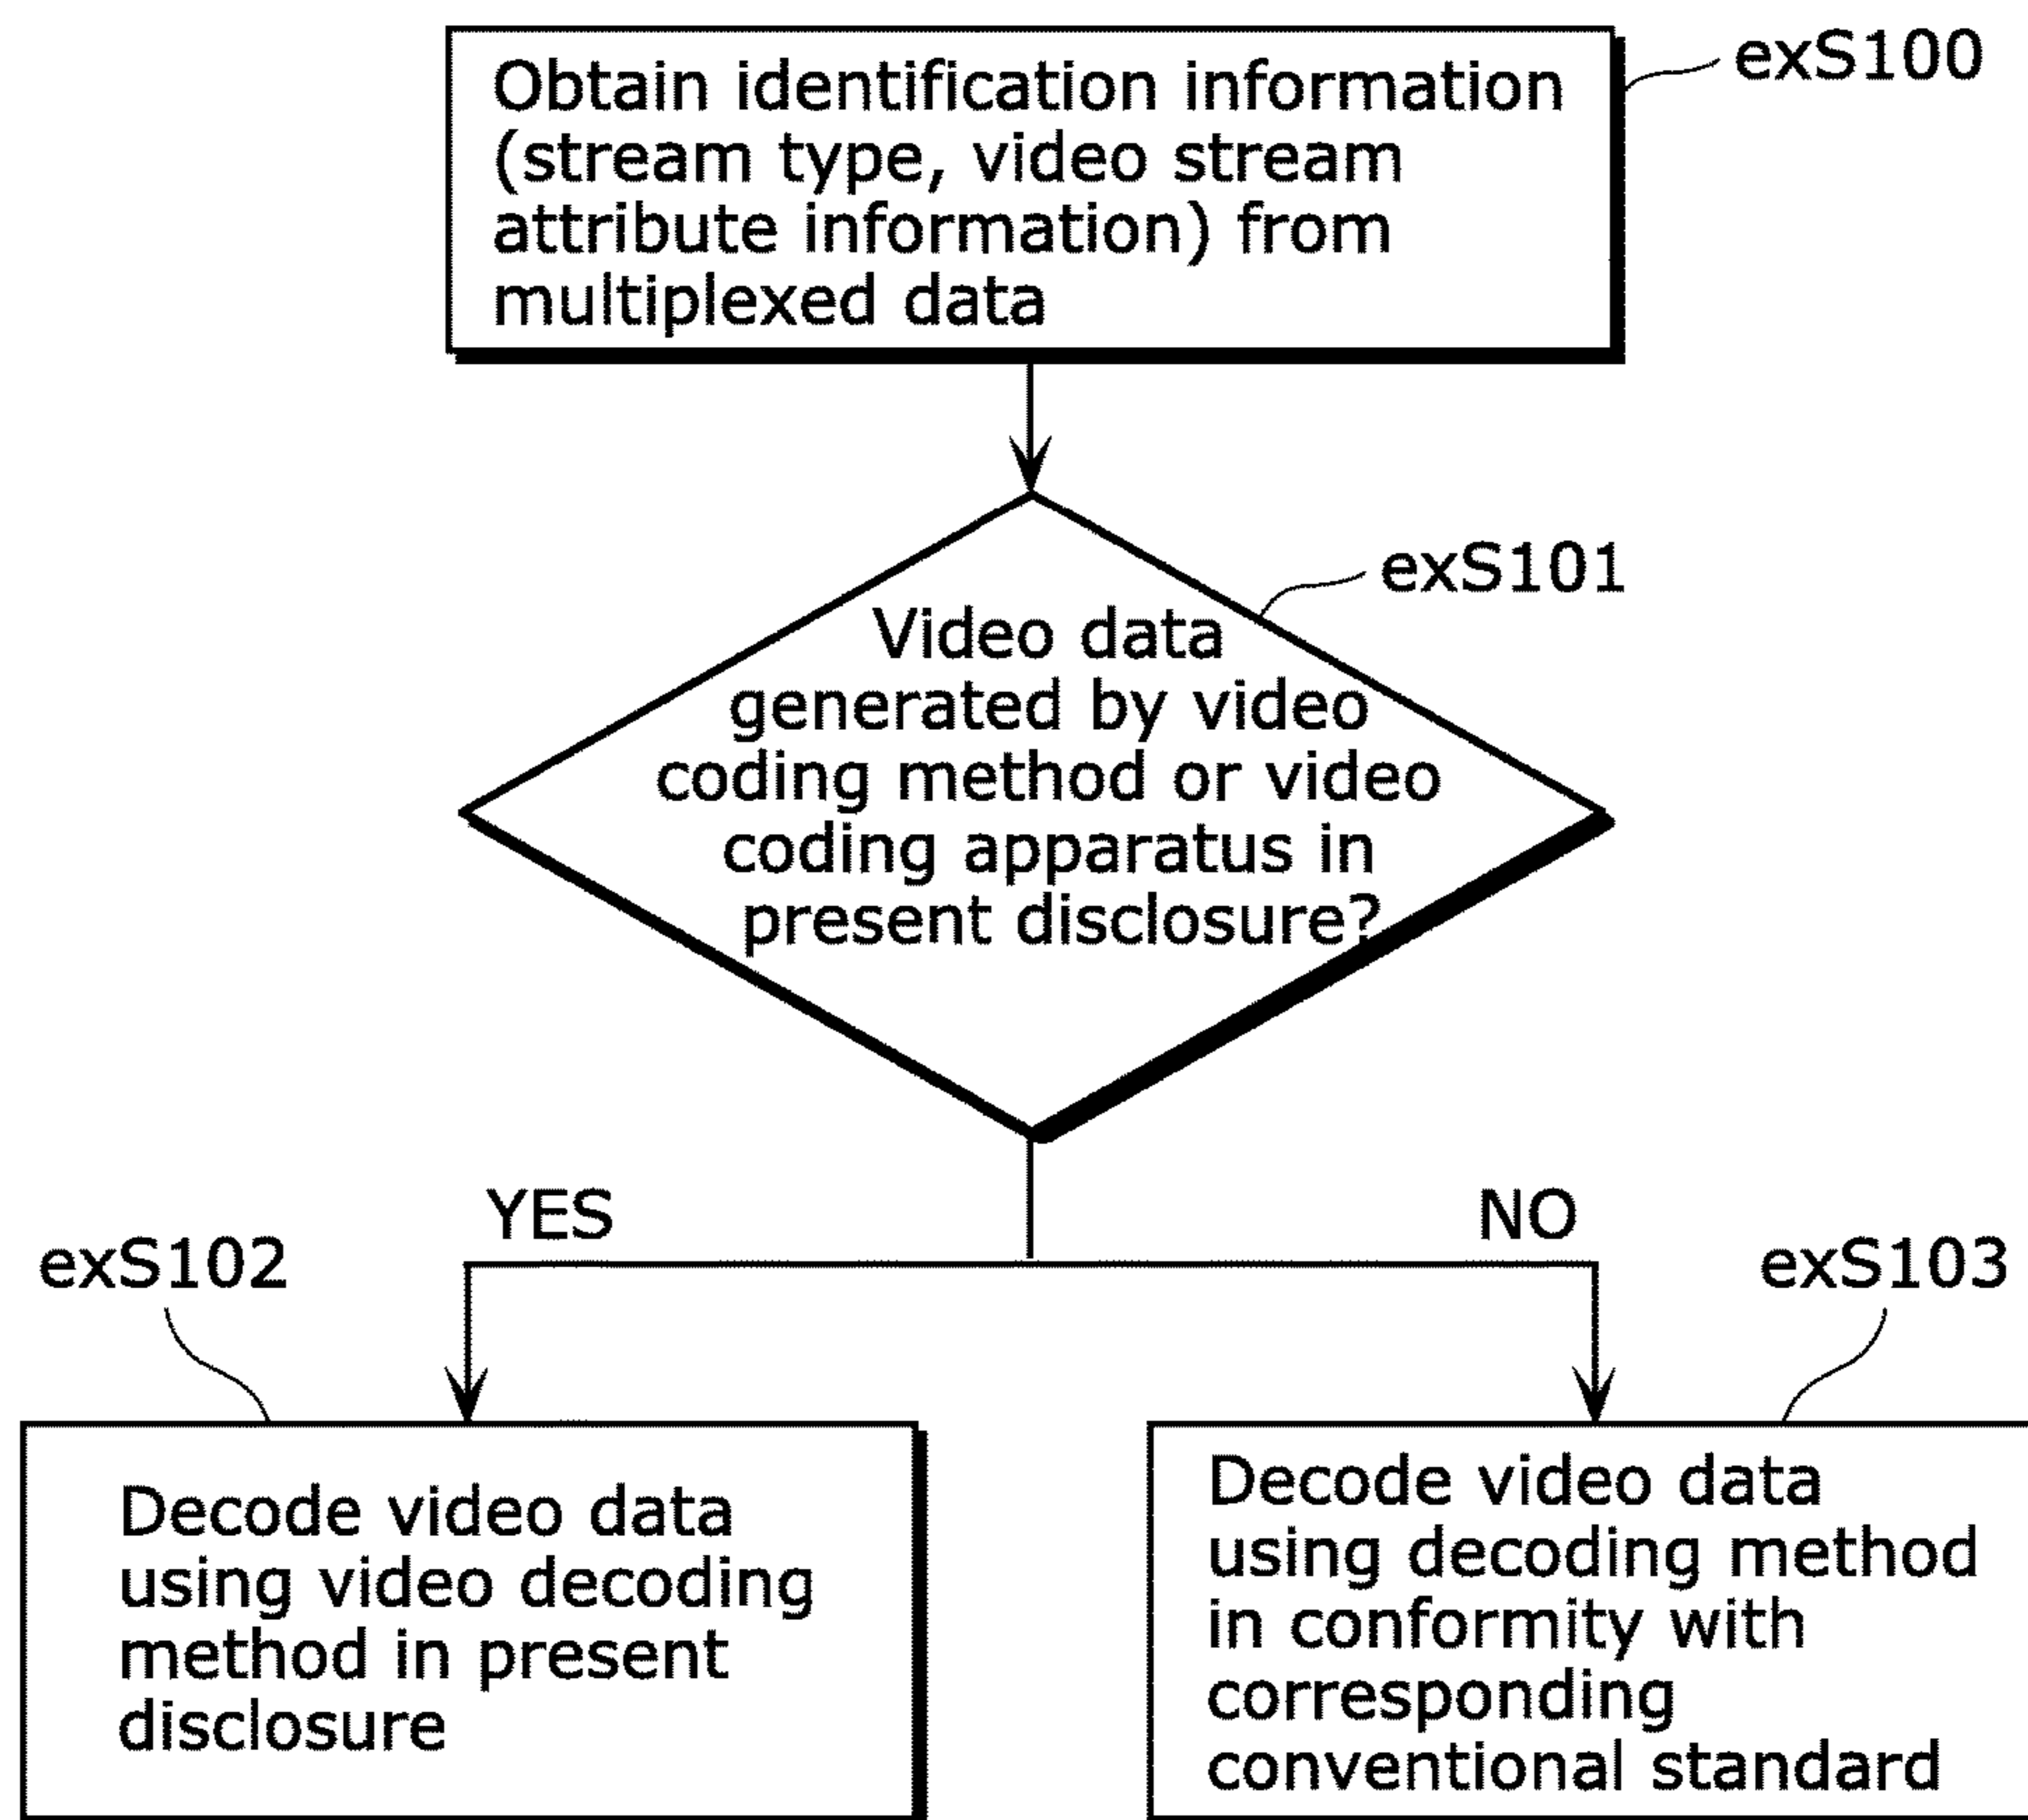 exS100
Obtain identification information
(stream type, video stream
attribute information) from
multiplexed data
exS101
Video data
generated by video
coding method or video
coding apparatus in
present disclosure?
YES
NO
exS102
exS103
Decode video data
using video decoding
method in present
disclosure
Decode video data
using decoding method
in conformity with
corresponding
conventional standard